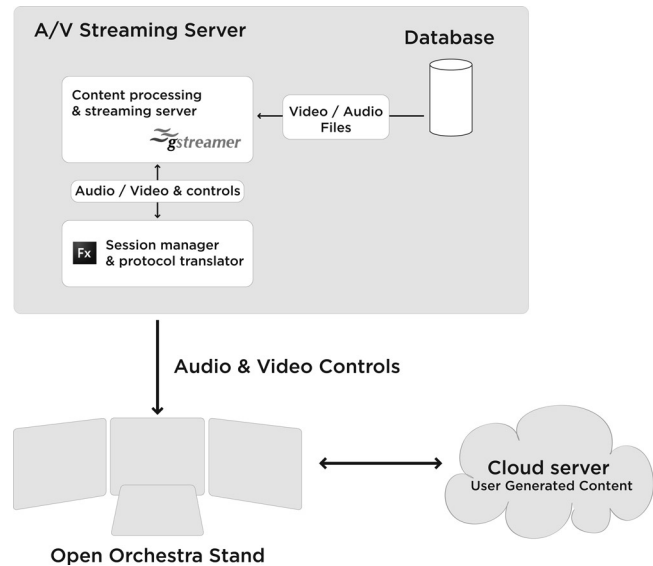 A/V Streaming Server
Database
Content processing
& streaming server
gstreamer
Video / Audio
Files
Audio / Video & controls
Fx
Session manager
& protocol translator
Audio & Video Controls
Cloud server
User Generated Content
Open Orchestra Stand